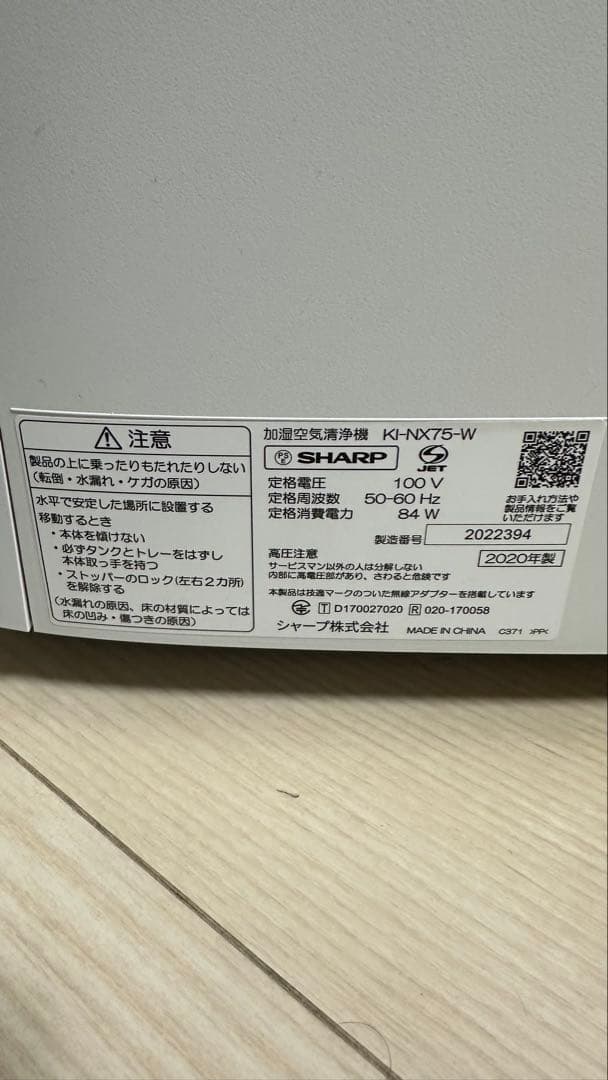 注意
製品の上に乗ったりもたれたりしない
(転倒・水漏れ・ケガの原因)
水平で安定した場所に設置する
移動するとき
・本体を傾けない
・必ずタンクとトレーをはずし
本体取っ手を持つ
・ストッパーのロック(左右2カ所)
を解除する
(水漏れの原因、床の材質によっては
床の凹み・傷つきの原因)
加湿空気清浄機 KI-NX75-W
PS E SHARP JET
定格電圧 100 V
定格周波数 50-60 Hz
定格消費電力 84 W
お手入れ方法や
製品情報をご覧
いただけます
製造番号 2022394
高圧注意 2020年製
サービスマン以外の人は分解しない
内部に高電圧部があり、さわると危険です
本製品は技適マークのついた無線アダプターを搭載しています
T D170027020 R 020-170058
シャープ株式会社 MADE IN CHINA C371 >PP<